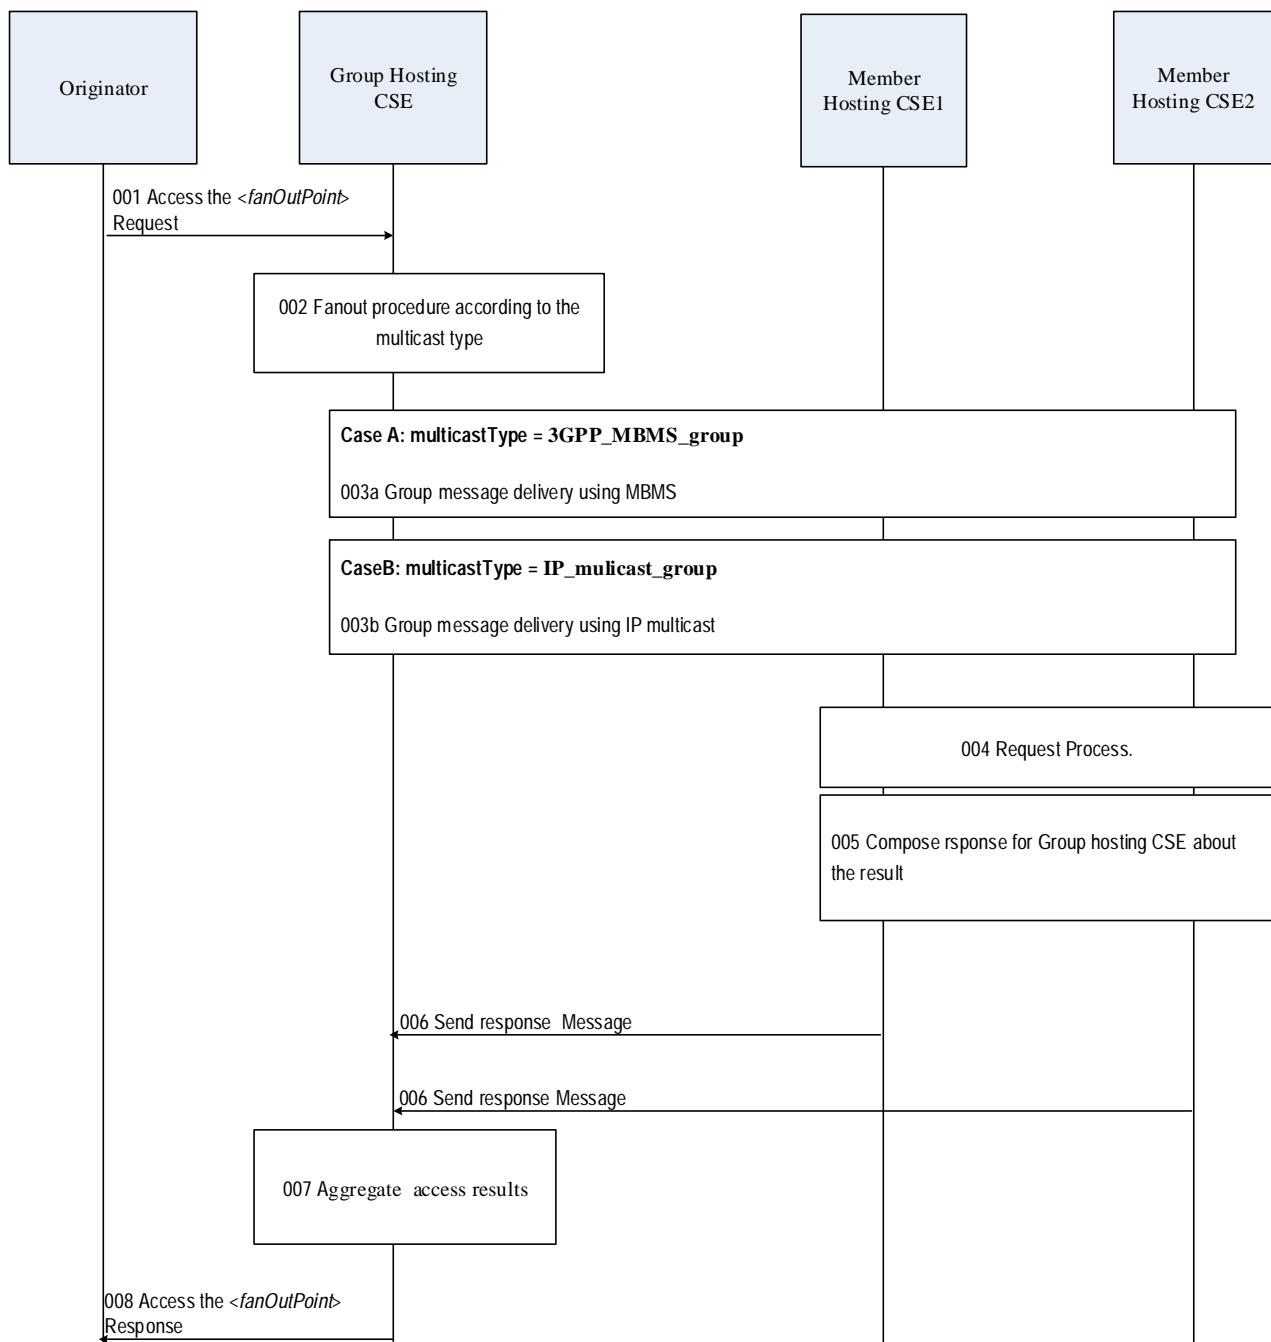 Originator
Group Hosting
CSE
Member
Hosting CSE1
Member
Hosting CSE2
001 Access the <fanOutPoint>
Request
002 Fanout procedure according to the
multicast type
Case A: multicastType = 3GPP_MBMS_group
003a Group message delivery using MBMS
CaseB: multicastType = IP_mulicast_group
003b Group message delivery using IP multicast
004 Request Process.
005 Compose rsponse for Group hosting CSE about
the result
006 Send response Message
006 Send response Message
007 Aggregate access results
008 Access the <fanOutPoint>
Response